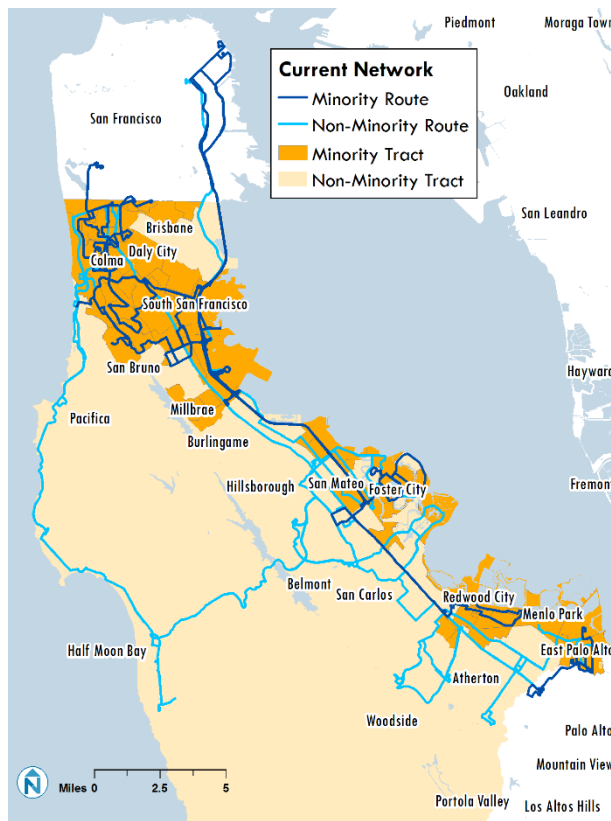 Piedmont
Moraga Town
Current Network
Minority Route
Non-Minority Route
Minority Tract
Non-Minority Tract
Oakland
San Francisco
San Leandro
Brisbane
Daly City
Colma
South San Francisco
Hayward
San Bruno
Millbrae
Pacifica
Burlingame
Fremont
Hillsborough
San Mateo
Foster City
Belmont
San Carlos
Redwood City
Menlo Park
Half Moon Bay
East Palo Alto
Atherton
Woodside
Palo Alto
Mountain View
N
Miles 0 2.5 5
Portola Valley
Los Altos Hills